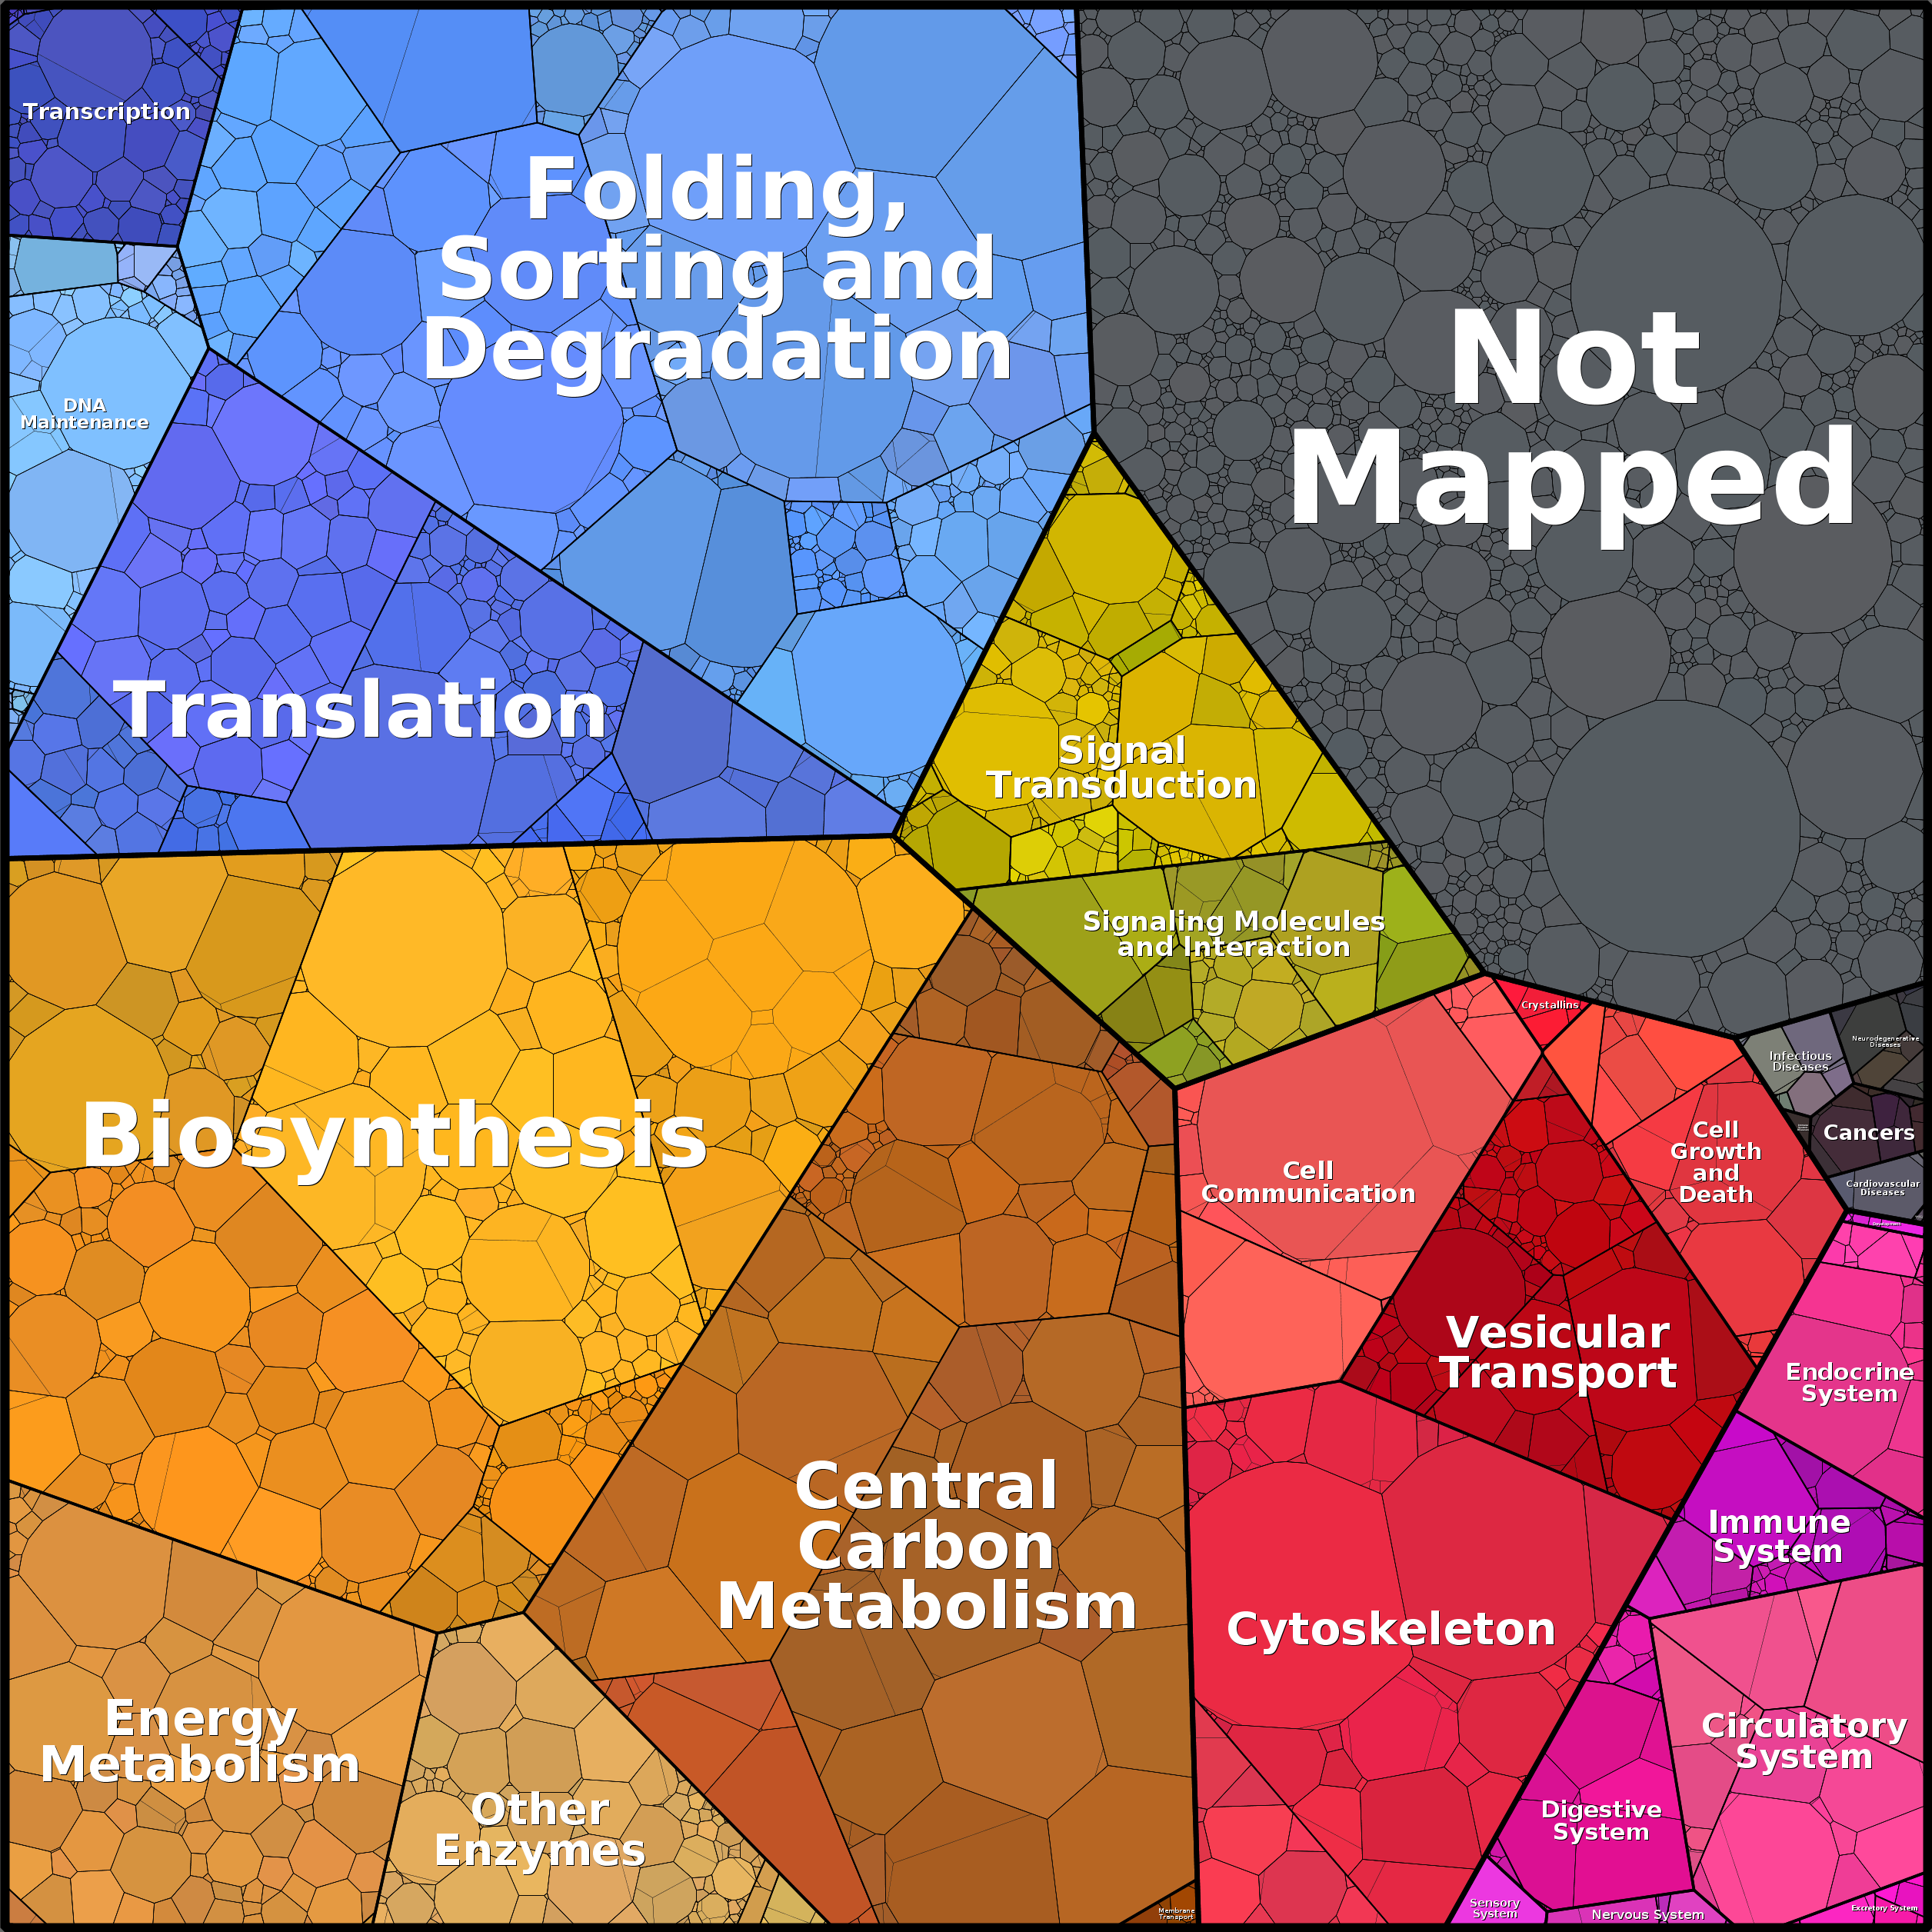 Transcription
Folding,
Sorting and
Degradation
Not
Mapped
DNA
Maintenance
Translation
Signal
Transduction
Signaling Molecules
and Interaction
Crystallins
Infectious
Diseases
Neurodegenerative
Diseases
Cancers
Cardiovascular
Diseases
Biosynthesis
Cell
Communication
Cell
Growth
and
Death
Vesicular
Transport
Endocrine
System
Central
Carbon
Metabolism
Immune
System
Cytoskeleton
Energy
Metabolism
Other
Enzymes
Circulatory
System
Digestive
System
Membrane
Transport
Sensory
System
Nervous System
Excretory System